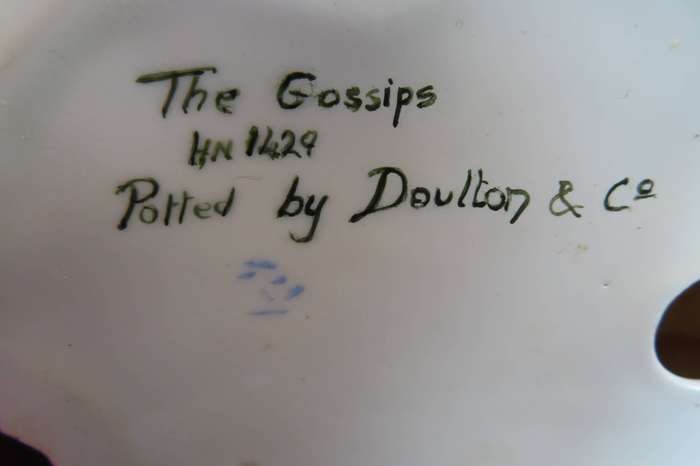 The Gossips
HN 1429
Potted by Doulton & Cº